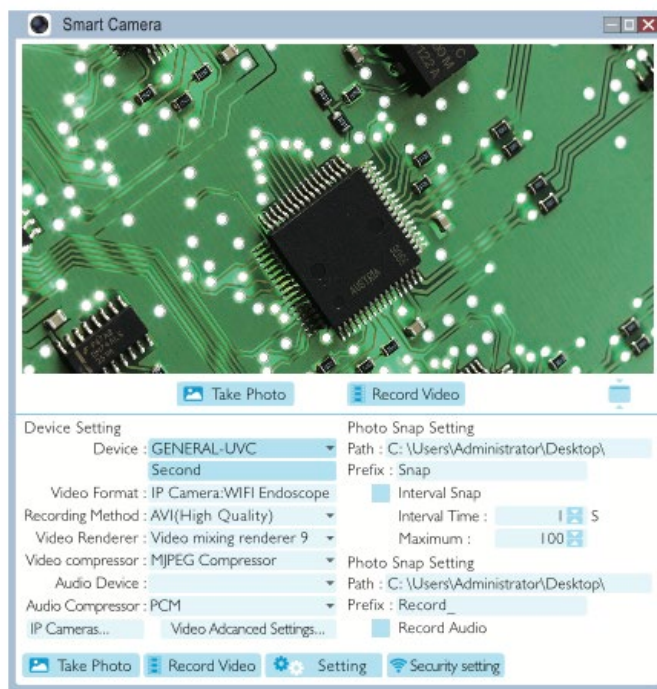 Smart Camera
AUSTRIA
Take Photo Record Video
Device Setting
Device : GENERAL-UVC
Second
Video Format : IP Camera:WIFI Endoscope
Recording Method : AVI(High Quality)
Video Renderer : Video mixing renderer 9
Video compressor : MJPEG Compressor
Audio Device :
Audio Compressor : PCM
IP Cameras... Video Adcanced Settings...
Photo Snap Setting
Path : C: \Users\Administrator\Desktop\
Prefix : Snap
Interval Snap
Interval Time : 1 S
Maximum : 100
Photo Snap Setting
Path : C: \Users\Administrator\Desktop\
Prefix : Record_
Record Audio
Take Photo Record Video Setting Security setting